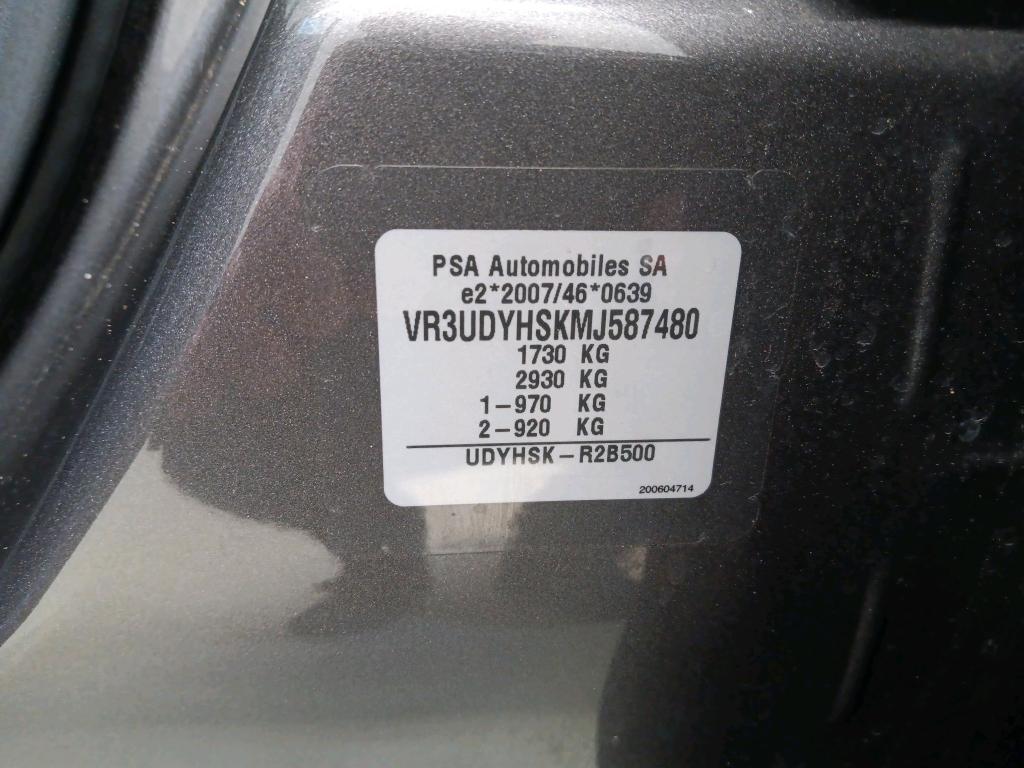 PSA Automobiles SA
e2*2007/46*0639
VR3UDYHSKMJ587480
1730 KG
2930 KG
1-970 KG
2-920 KG
UDYHSK-R2B500
200604714